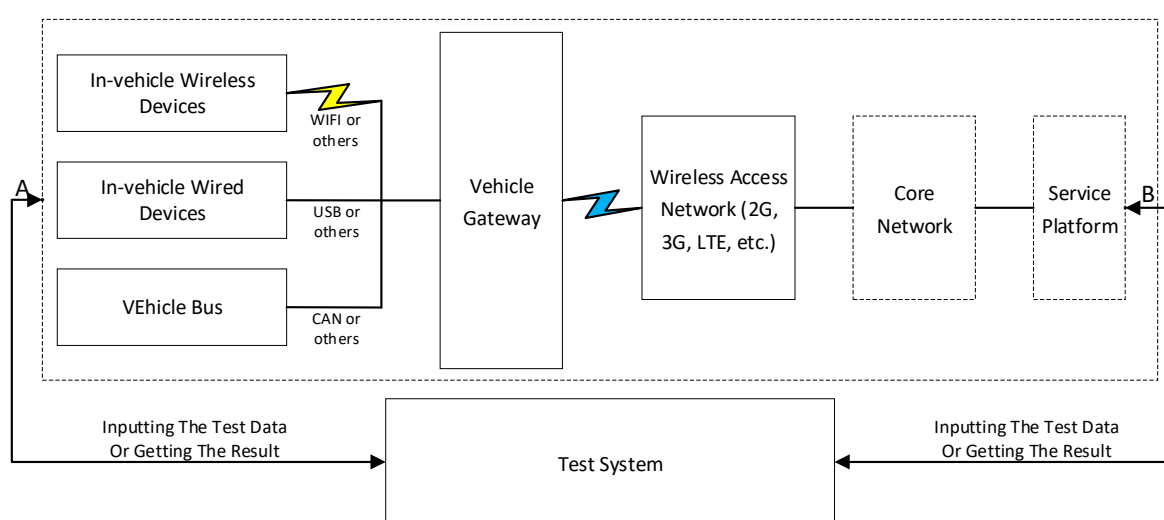 In-vehicle Wireless
Devices
WIFI or
others
A
In-vehicle Wired
Devices
USB or
others
VEhicle Bus
CAN or
others
Vehicle
Gateway
Wireless Access
Network (2G,
3G, LTE, etc.)
Core
Network
Service
Platform
B
Inputting The Test Data
Or Getting The Result
Test System
Inputting The Test Data
Or Getting The Result